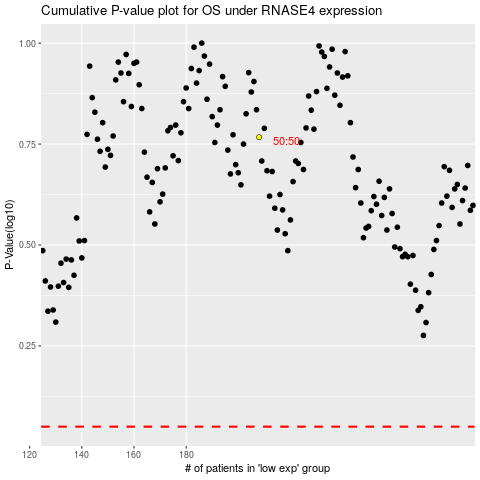 Cumulative P-value plot for OS under RNASE4 expression
P-Value(log10)
1.00
0.75
0.50
0.25
50:50
120 140 160 180
# of patients in 'low exp' group